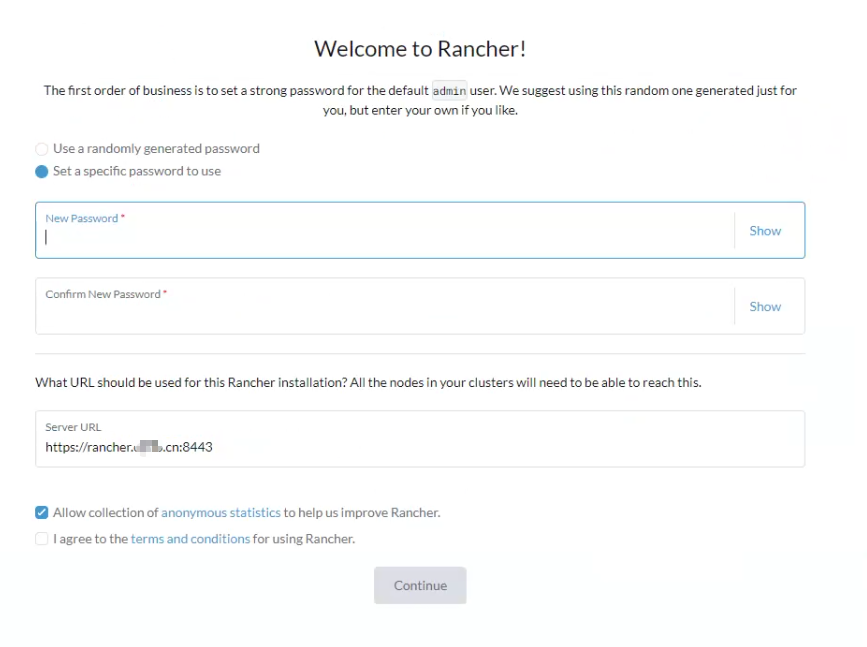 Welcome to Rancher!
The first order of business is to set a strong password for the default admin user. We suggest using this random one generated just for
you, but enter your own if you like.
Use a randomly generated password
Set a specific password to use
New Password *
Show
Confirm New Password *
Show
What URL should be used for this Rancher installation? All the nodes in your clusters will need to be able to reach this.
Server URL
https://rancher. .cn:8443
Allow collection of anonymous statistics to help us improve Rancher.
I agree to the terms and conditions for using Rancher.
Continue